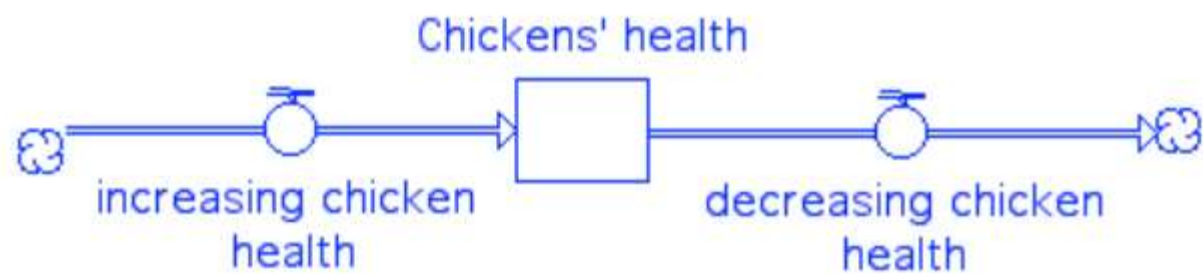 Chickens' health
increasing chicken
health
decreasing chicken
health